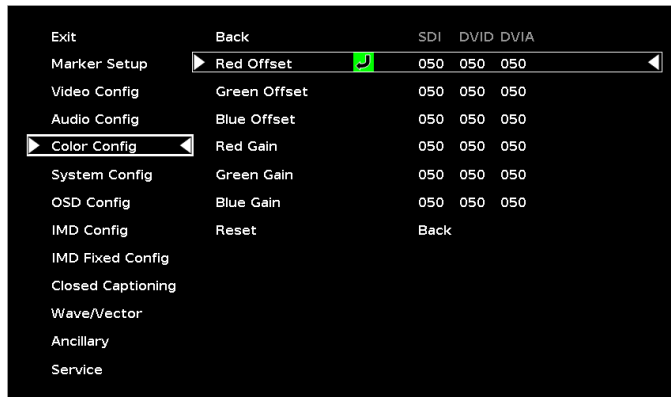 Exit Back SDI DVID DVIA
Marker Setup Red Offset 050 050 050
Video Config Green Offset 050 050 050
Audio Config Blue Offset 050 050 050
Color Config Red Gain 050 050 050
System Config Green Gain 050 050 050
OSD Config Blue Gain 050 050 050
IMD Config Reset Back
IMD Fixed Config
Closed Captioning
Wave/Vector
Ancillary
Service